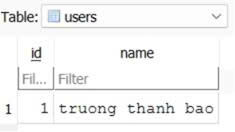 Table: users
id name
Fil... Filter
1 1 truong thanh bao